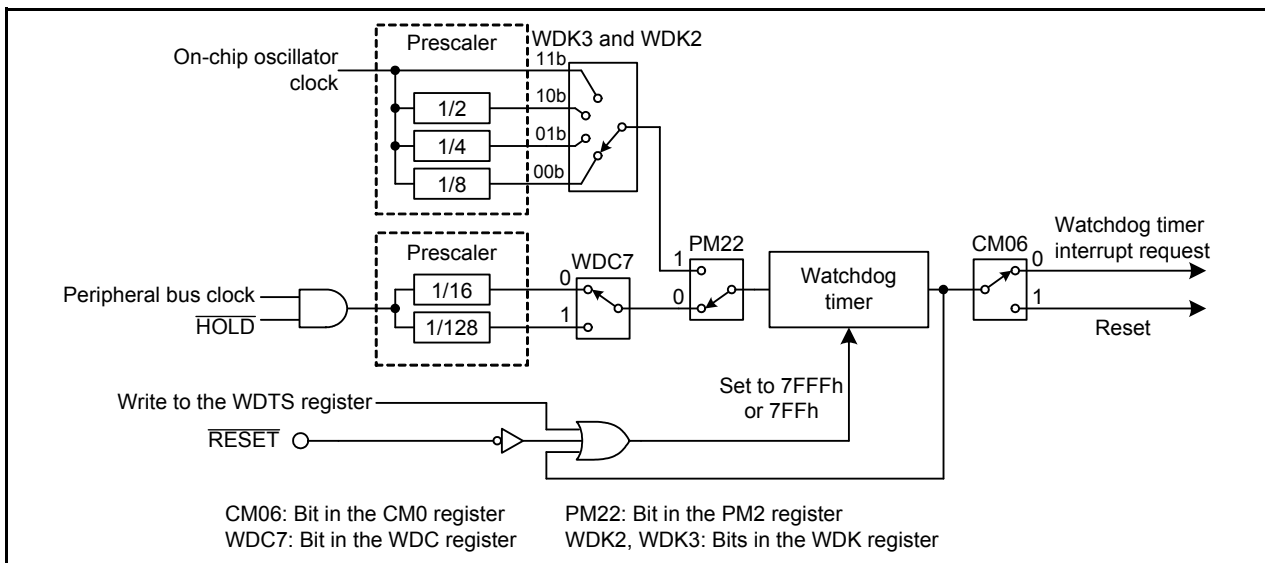 Prescaler
WDK3 and WDK2
On-chip oscillator
clock
11b
1/2
10b
1/4
01b
1/8
00b
Prescaler
WDC7
PM22
CM06
Watchdog timer
interrupt request
Peripheral bus clock
HOLD
1/16
0
1/128
1
1
0
Watchdog
timer
0
1
Reset
Set to 7FFFh
or 7FFh
Write to the WDTS register
RESET
CM06: Bit in the CM0 register
PM22: Bit in the PM2 register
WDC7: Bit in the WDC register
WDK2, WDK3: Bits in the WDK register